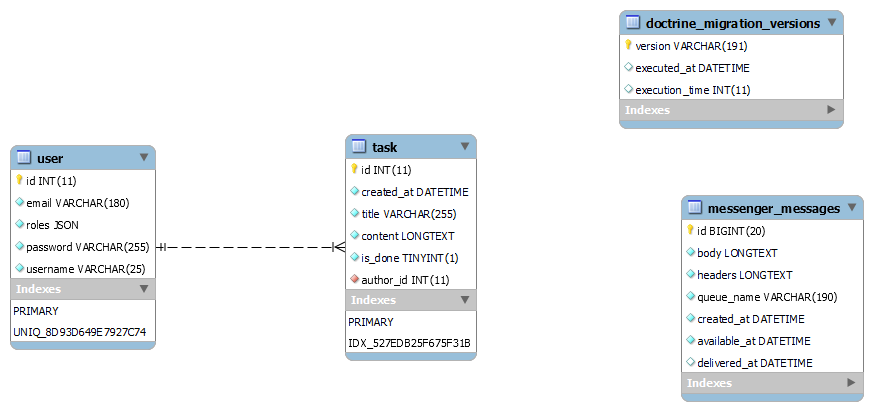 doctrine_migration_versions
version VARCHAR(191)
executed_at DATETIME
execution_time INT(11)
Indexes
user
id INT(11)
email VARCHAR(180)
roles JSON
password VARCHAR(255)
username VARCHAR(25)
Indexes
PRIMARY
UNIQ_8D93D649E7927C74
task
id INT(11)
created_at DATETIME
title VARCHAR(255)
content LONGTEXT
is_done TINYINT(1)
author_id INT(11)
Indexes
PRIMARY
IDX_527EDB25F675F31B
messenger_messages
id BIGINT(20)
body LONGTEXT
headers LONGTEXT
queue_name VARCHAR(190)
created_at DATETIME
available_at DATETIME
delivered_at DATETIME
Indexes